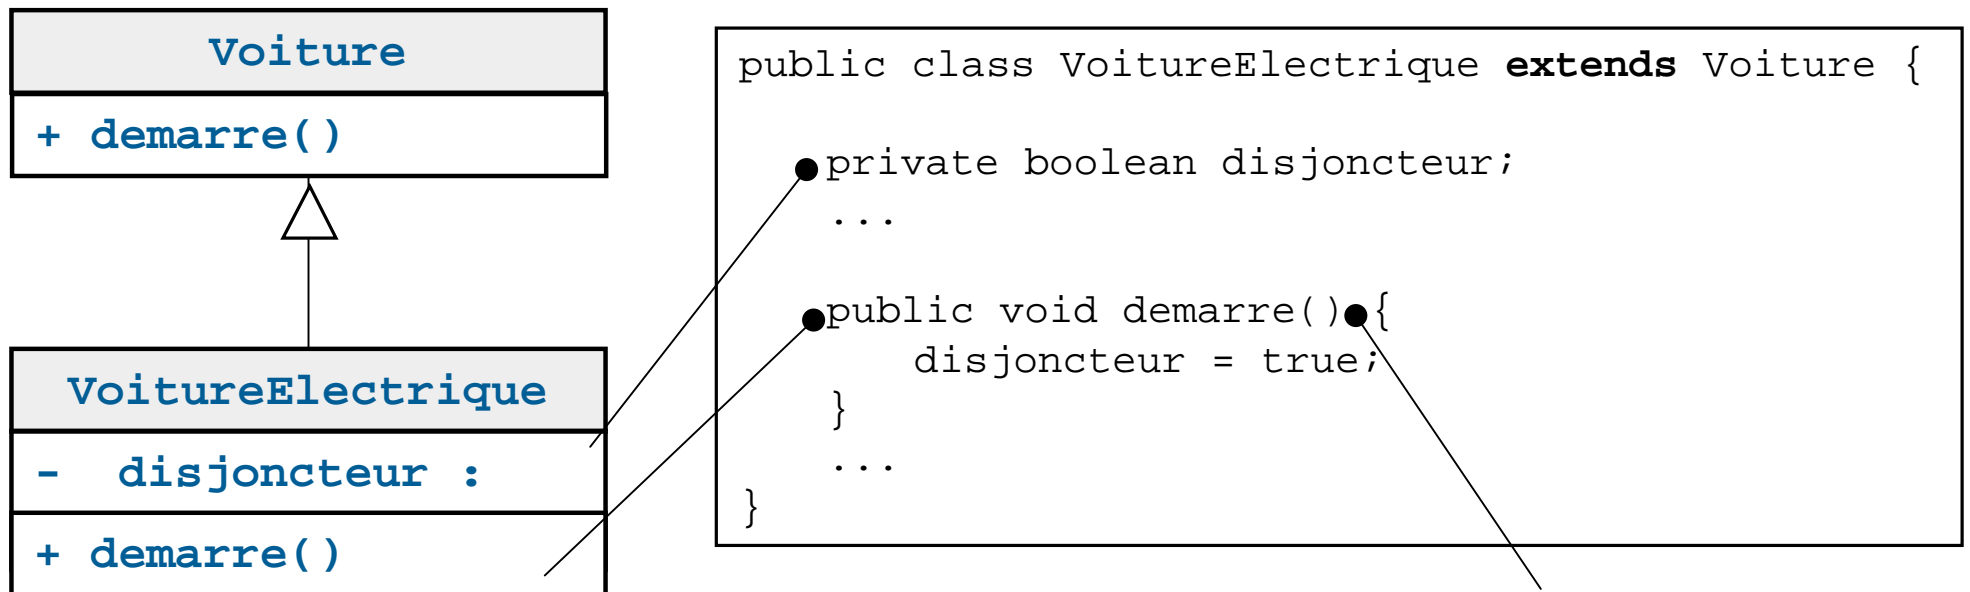 Voiture
+ demarre()
VoitureElectrique
- disjoncteur :
+ demarre()
public class VoitureElectrique extends Voiture {
private boolean disjoncteur;
...
public void demarre() {
disjoncteur = true;
}
...
}